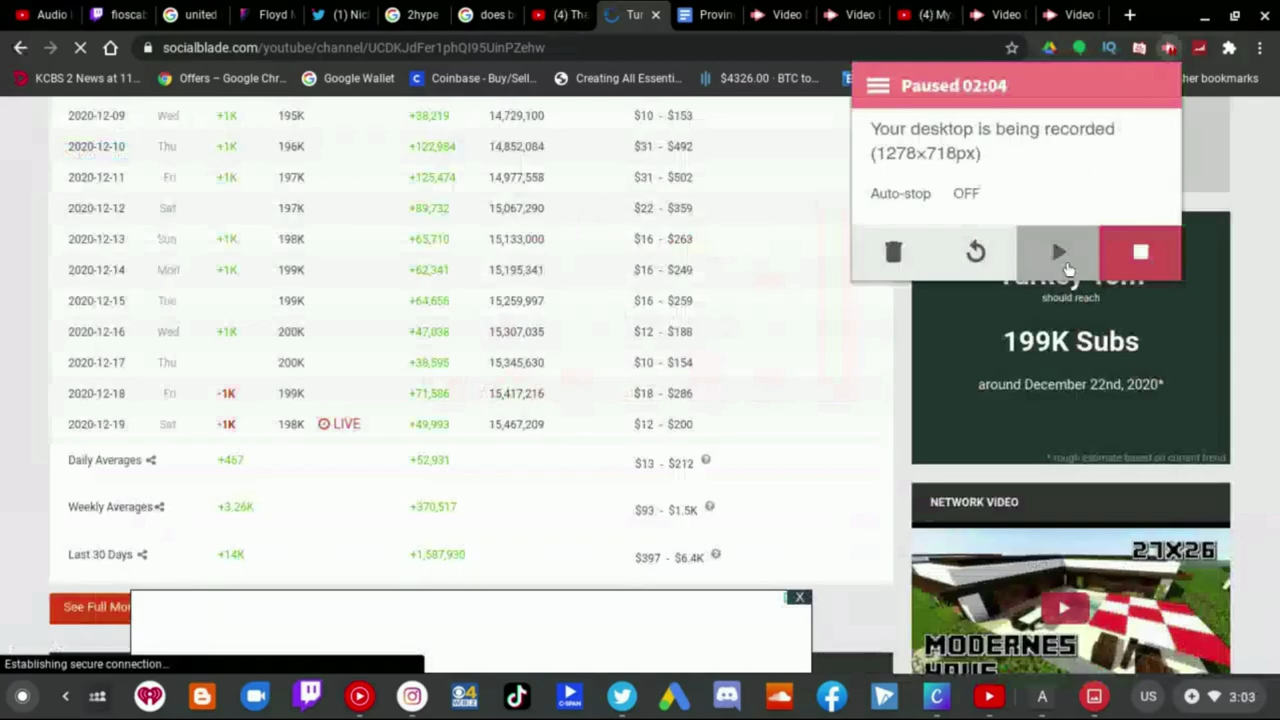 Audio l
fioscab
united
Floyd M
(1) Nic
2hype
does b
(4) Tha
Tur
Provin
Video
Video (
(4) My
Video (
Video (
socialblade.com/youtube/channel/UCDKJdFer1phQI95UinPZehw
KCBS 2 News at 11...
Offers – Google Chr...
Google Wallet
Coinbase - Buy/Sell...
Creating All Essenti...
$4326.00 · BTC to...
her bookmarks
Paused 02:04
Your desktop is being recorded
(1278×718px)
Auto-stop OFF
2020-12-09 Wed +1K 195K +38,219 14,729,100 $10 - $153
2020-12-10 Thu +1K 196K +122,984 14,852,084 $31 - $492
2020-12-11 Fri +1K 197K +125,474 14,977,558 $31 - $502
2020-12-12 Sat 197K +89,732 15,067,290 $22 - $359
2020-12-13 Sun +1K 198K +65,710 15,133,000 $16 - $263
2020-12-14 Mon +1K 199K +62,341 15,195,341 $16 - $249
2020-12-15 Tue 199K +64,656 15,259,997 $16 - $259
2020-12-16 Wed +1K 200K +47,038 15,307,035 $12 - $188
2020-12-17 Thu 200K +38,595 15,345,630 $10 - $154
2020-12-18 Fri -1K 199K +71,586 15,417,216 $18 - $286
2020-12-19 Sat -1K 198K LIVE +49,993 15,467,209 $12 - $200
Daily Averages +467 +52,931 $13 - $212
Weekly Averages +3.26K +370,517 $93 - $1.5K
Last 30 Days +14K +1,587,930 $397 - $6.4K
See Full Mon
X
should reach
199K Subs
around December 22nd, 2020*
* rough estimate based on current trend
NETWORK VIDEO
27X26
MODERNES
HAUS
Establishing secure connection...
C-SPAN
A
US
3:03